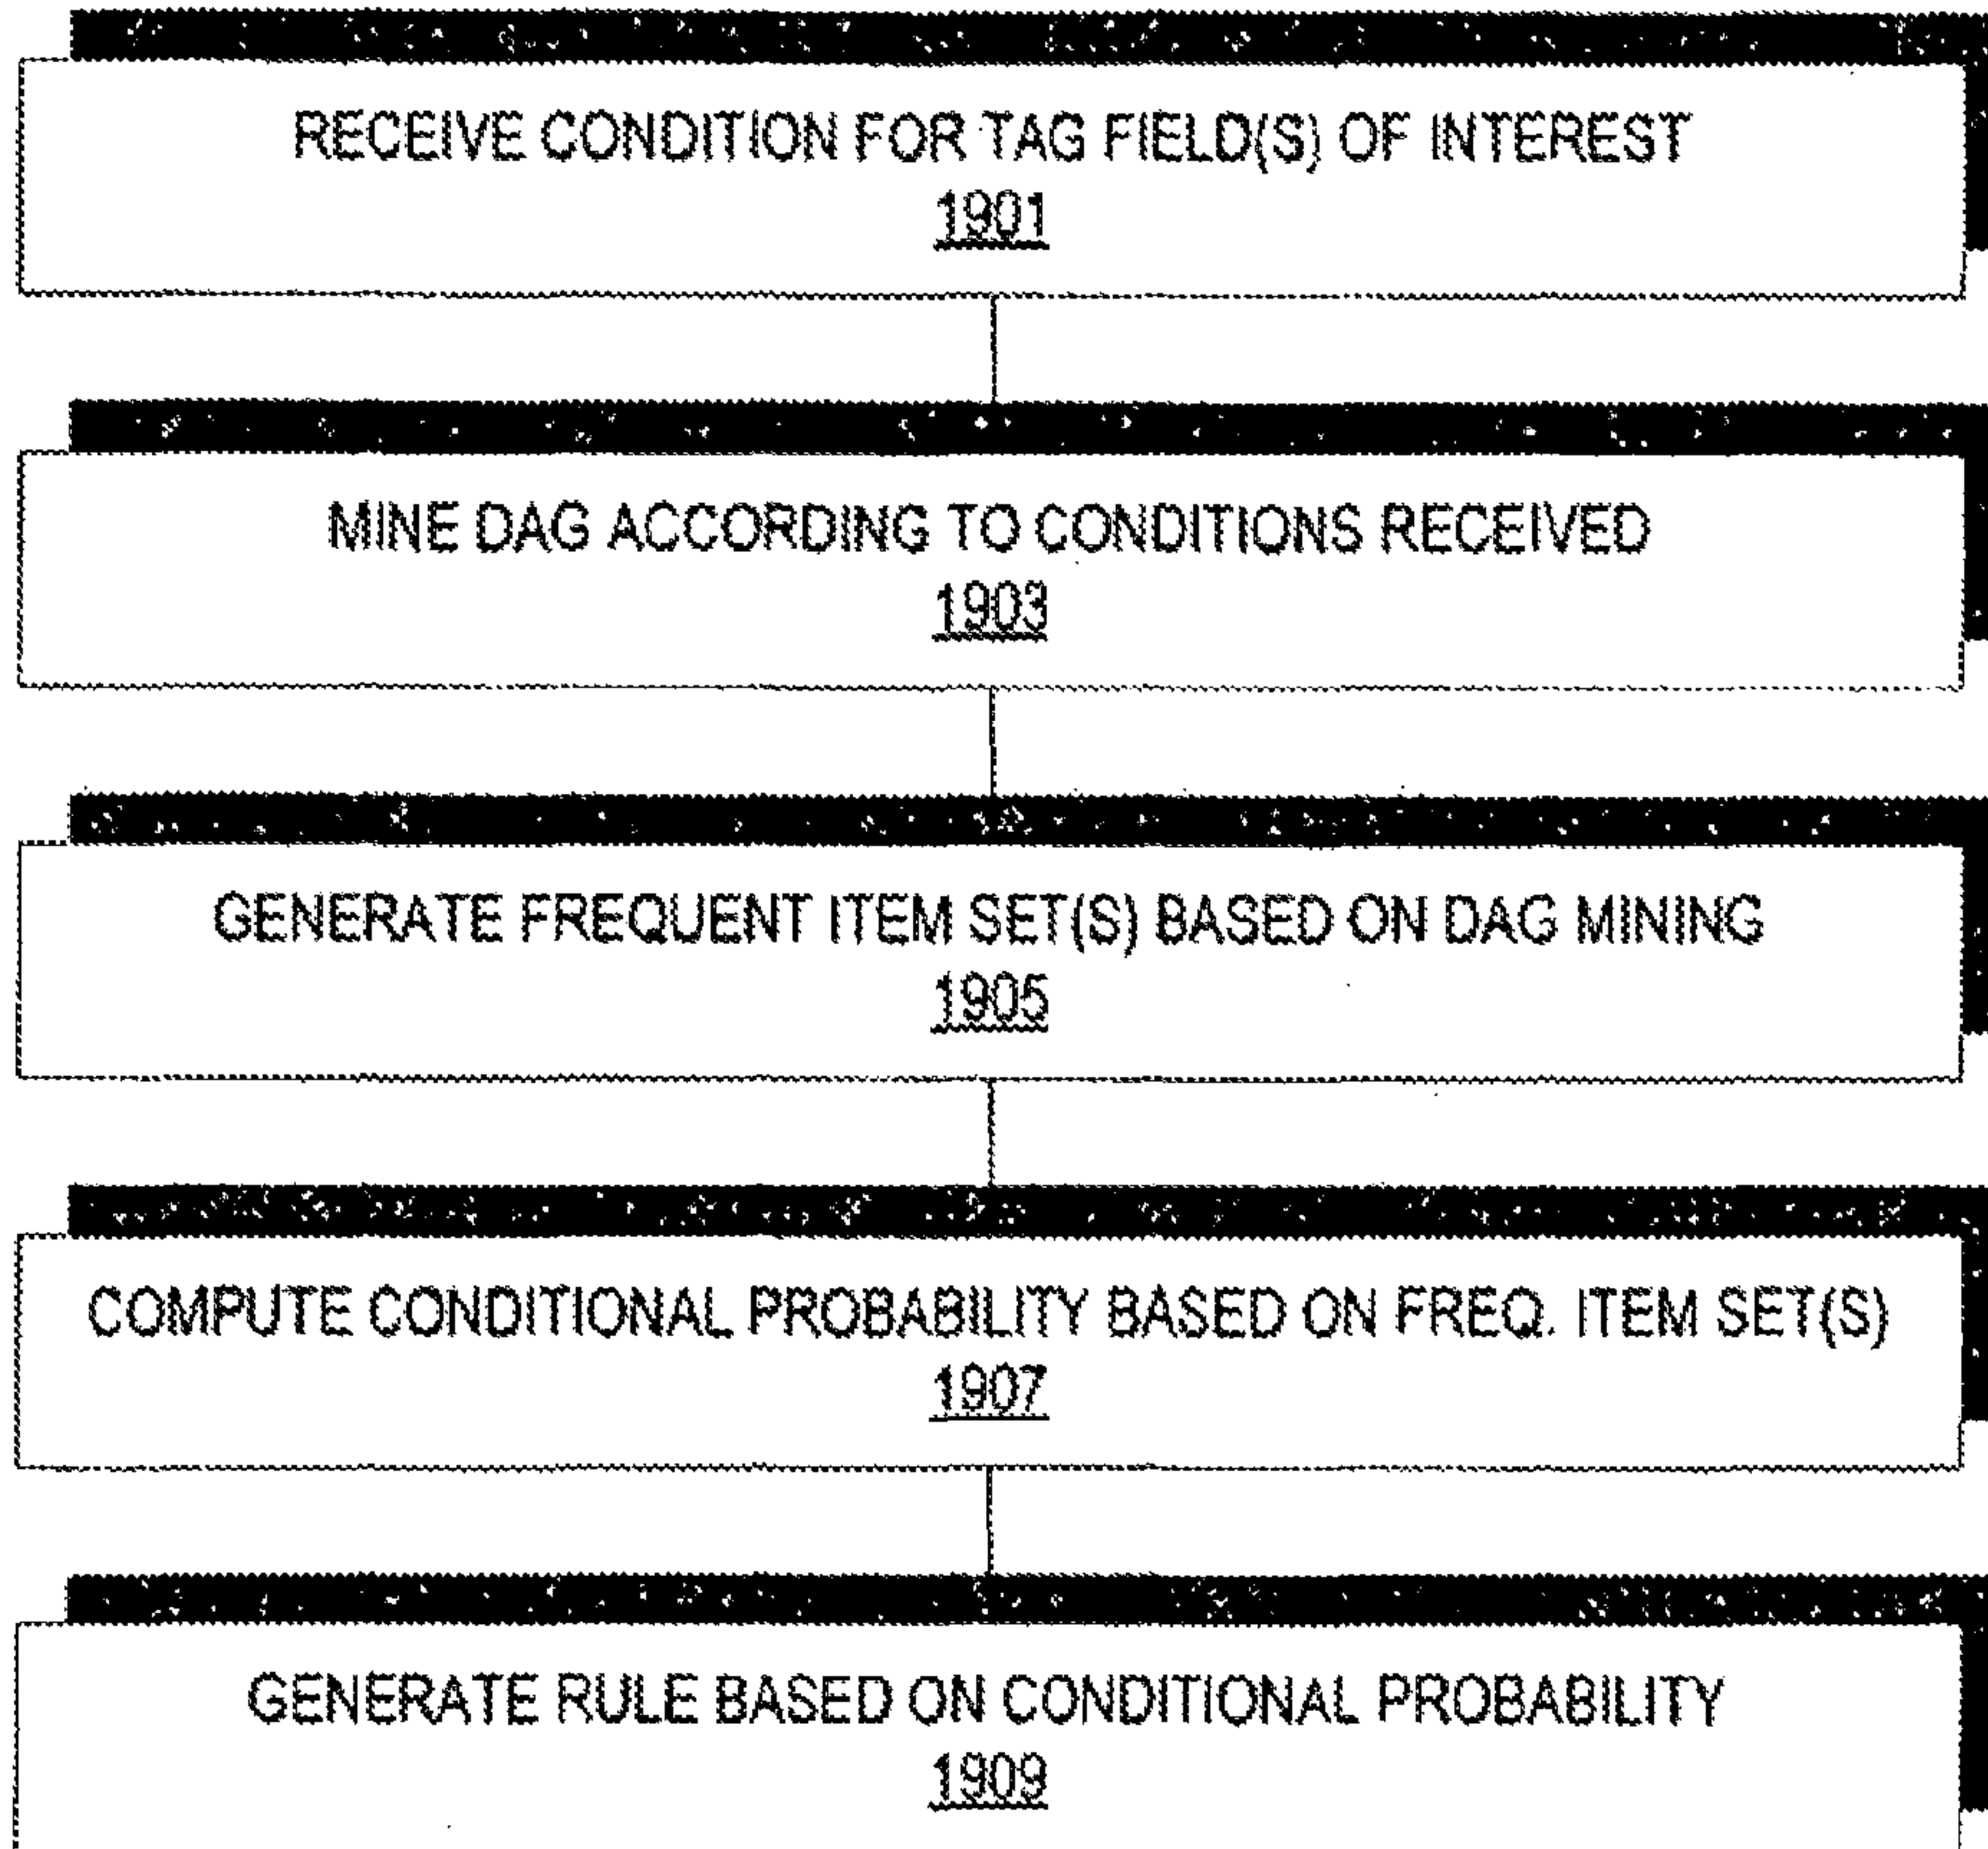 RECEIVE CONDITION FOR TAG FIELD(S) OF INTEREST
1901
MINE DAG ACCORDING TO CONDITIONS RECEIVED
1903
GENERATE FREQUENT ITEM SET(S) BASED ON DAG MINING
1905
COMPUTE CONDITIONAL PROBABILITY BASED ON FREQ. ITEM SET(S)
1907
GENERATE RULE BASED ON CONDITIONAL PROBABILITY
1909